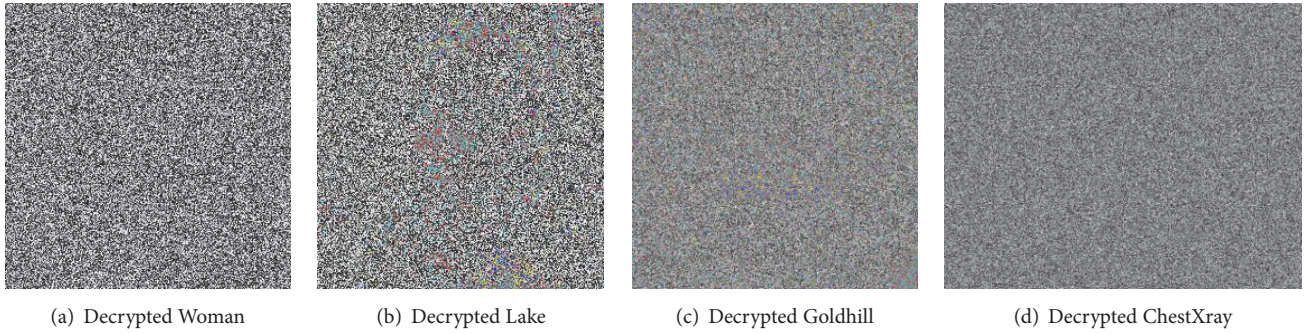 (a) Decrypted Woman
(b) Decrypted Lake
(c) Decrypted Goldhill
(d) Decrypted ChestXray